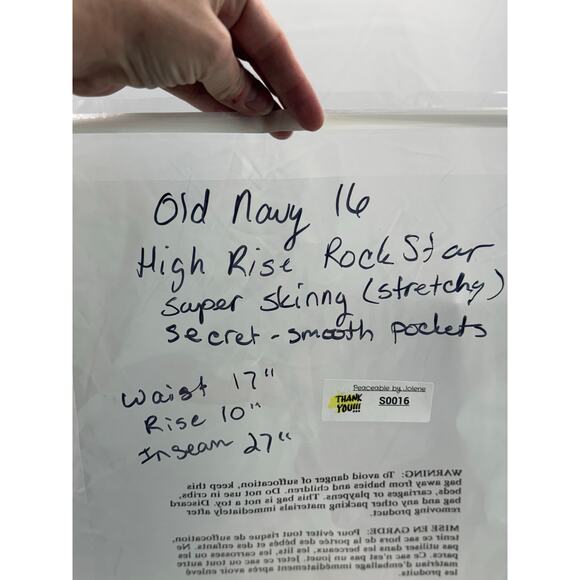 Old Navy 16
High Rise RockStar
super skinny (stretchy)
secret-smooth pockets
waist 17"
Rise 10"
Inseam 27"
Peaceable by Jolene
THANK YOU!!!
S0016
WARNING: To avoid danger of suffocation, keep this
bag away from babies and children. Do not use in cribs,
beds, carriages or playpens. This bag is not a toy. Discard
bag and any other packing materials immediately after
removing product.
MISE EN GARDE: Pour éviter tout risque de suffocation,
tenir ce sac hors de la portée des bébés et des enfants. Ne
pas utiliser dans les berceaux, les lits, les carrosses ou les
parcs. Ce sac n'est pas un jouet. Jeter ce sac ou tout autre
matériau d'emballage immédiatement après avoir enlevé
les produits.